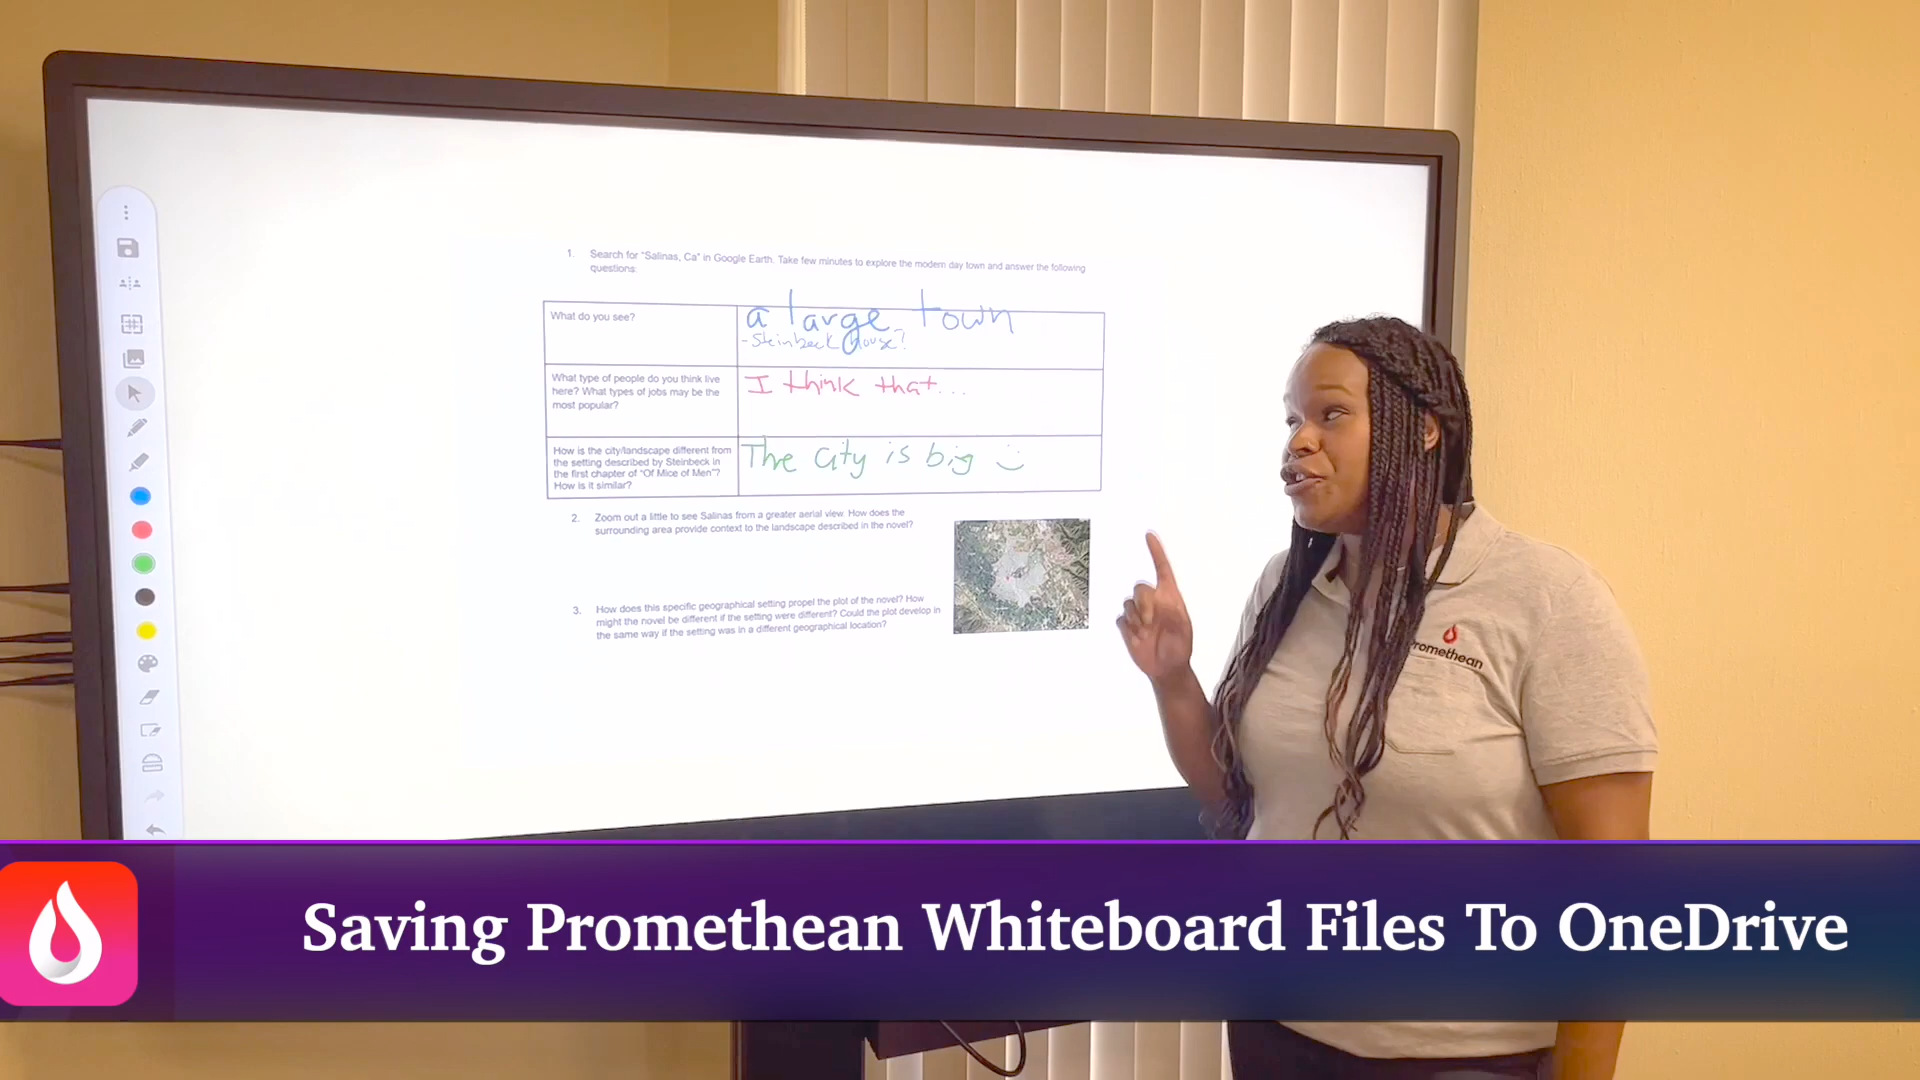 1. Search for "Salinas, Ca" in Google Earth. Take few minutes to explore the modern day town and answer the following
questions:
What do you see?
a large town
- Steinbeck house!
What type of people do you think live
here? What types of jobs may be the
most popular?
I think that...
How is the city/landscape different from
the setting described by Steinbeck in
the first chapter of "Of Mice of Men"?
How is it similar?
The city is big
2. Zoom out a little to see Salinas from a greater aerial view. How does the
surrounding area provide context to the landscape described in the novel?
3. How does this specific geographical setting propel the plot of the novel? How
might the novel be different if the setting were different? Could the plot develop in
the same way if the setting was in a different geographical location?
Promethean
Saving Promethean Whiteboard Files To OneDrive